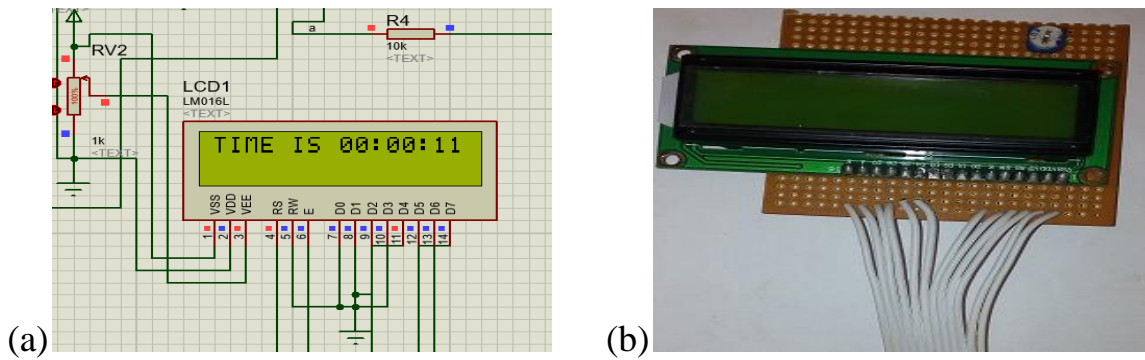 R4
a
10k
<TEXT>
RV2
100%
1k
<TEXT>
LCD1
LM016L
<TEXT>
TIME IS 00:00:11
VSS VDD VEE RS RW E D0 D1 D2 D3 D4 D5 D6 D7
1 2 3 4 5 6 7 8 9 10 11 12 13 14
(a)
(b)